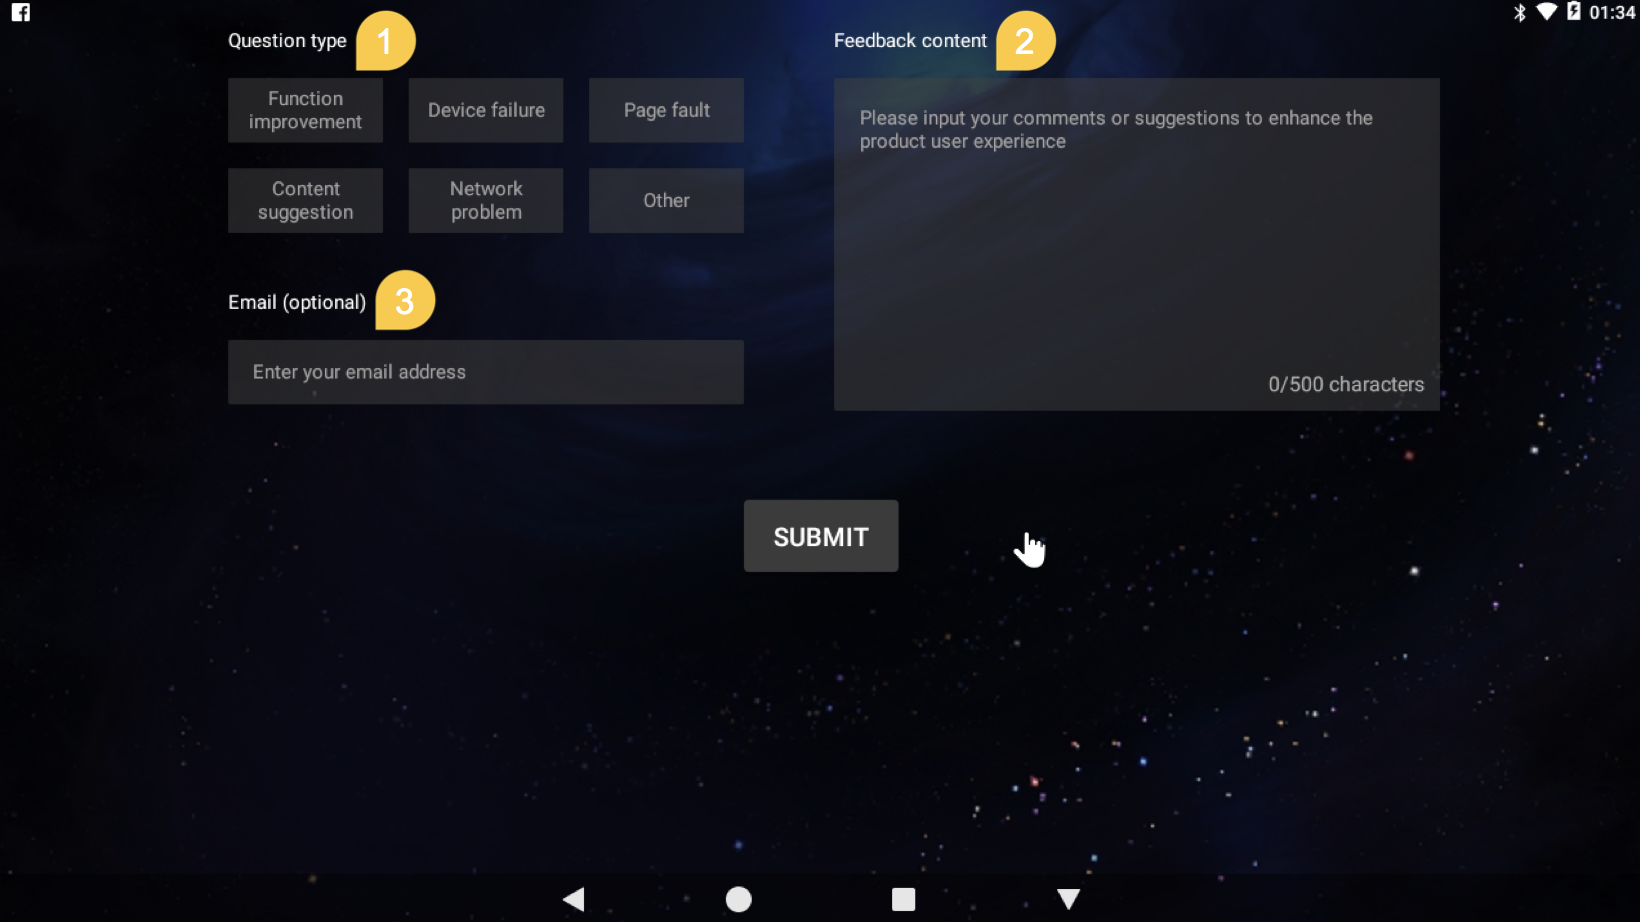 01:34
Question type 1
Function
improvement
Device failure
Page fault
Content
suggestion
Network
problem
Other
Email (optional) 3
Enter your email address
Feedback content 2
Please input your comments or suggestions to enhance the
product user experience
0/500 characters
SUBMIT